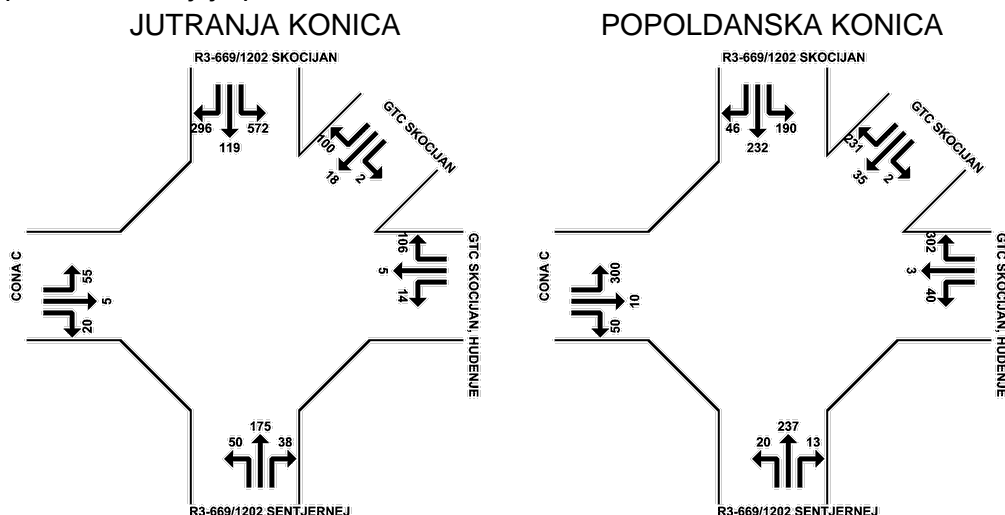 JUTRANJA KONICA
R3-669/1202 SKOCIJAN
296
572
119
GTC SKOCIJAN
100
18
2
CONA C
55
5
20
106
5
14
GTC SKOCIJAN, HUDENJE
175
50
38
R3-669/1202 SENTJERNEJ
POPOLDANSKA KONICA
R3-669/1202 SKOCIJAN
46
190
232
GTC SKOCIJAN
231
35
2
CONA C
300
10
50
302
3
40
GTC SKOCIJAN, HUDENJE
237
20
13
R3-669/1202 SENTJERNEJ